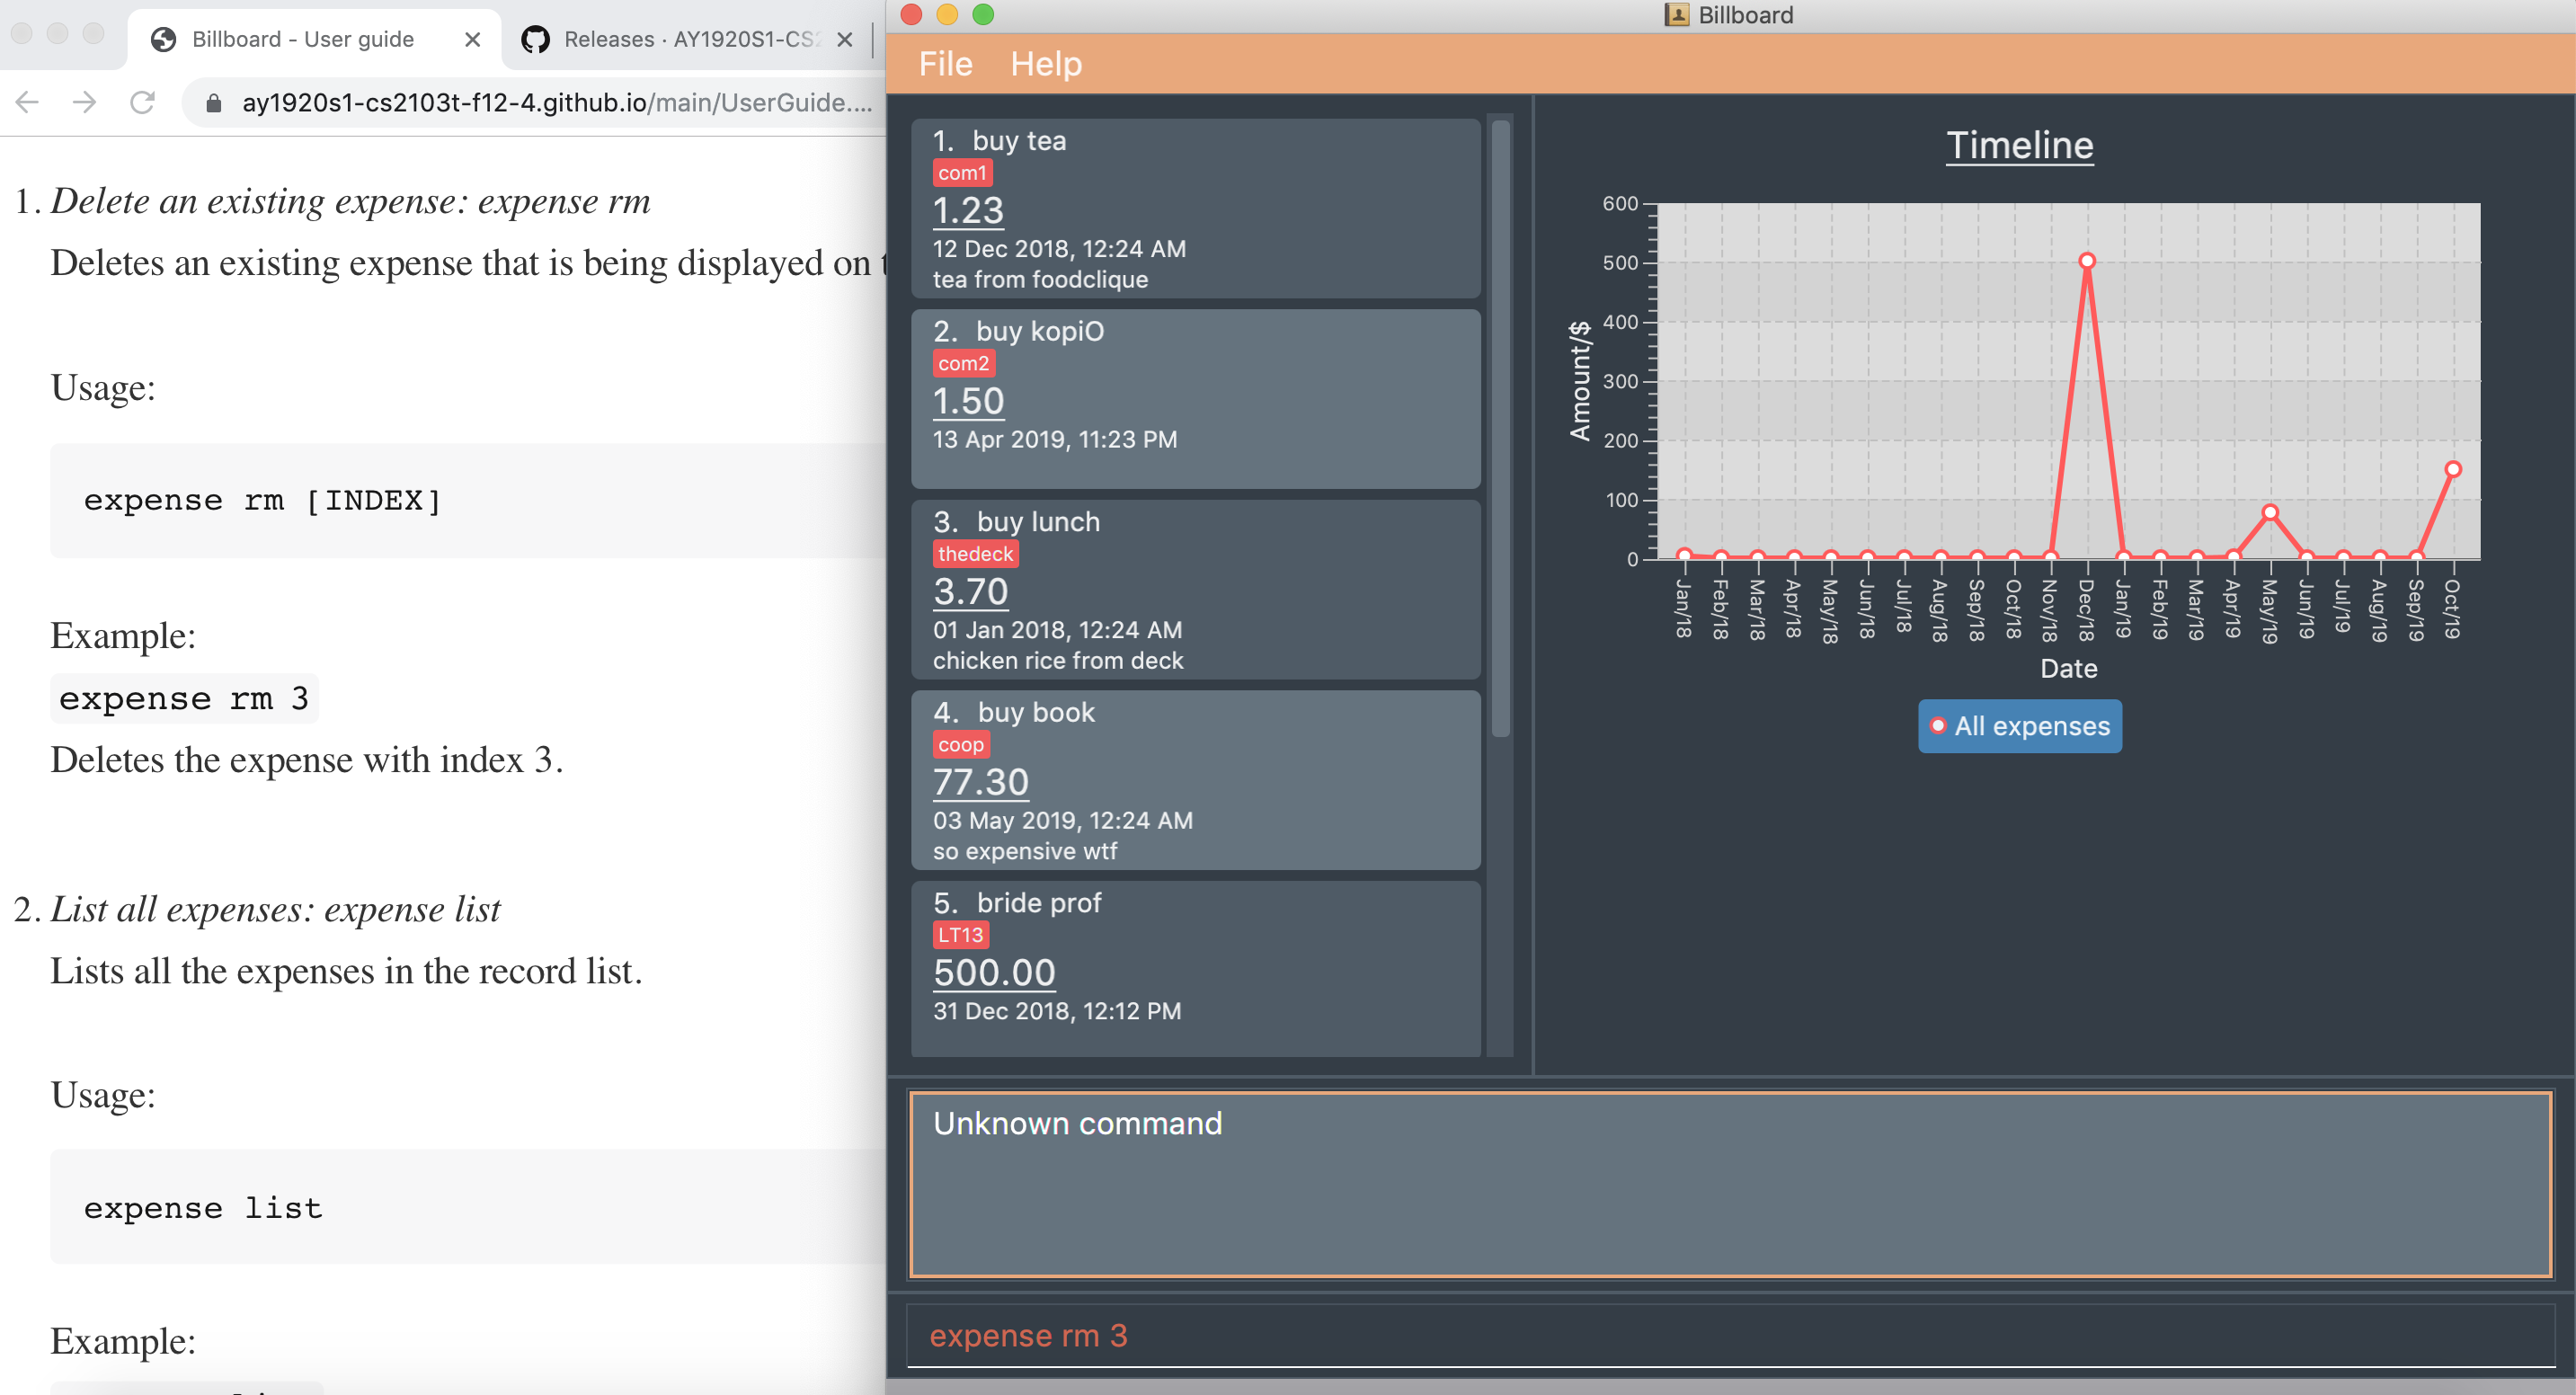 Billboard - User guide
Releases · AY1920S1-CS2
ay1920s1-cs2103t-f12-4.github.io/main/UserGuide....
1. Delete an existing expense: expense rm
Deletes an existing expense that is being displayed on t
Usage:
expense rm [INDEX]
Example:
expense rm 3
Deletes the expense with index 3.
2. List all expenses: expense list
Lists all the expenses in the record list.
Usage:
expense list
Example:
Billboard
File Help
1. buy tea
com1
1.23
12 Dec 2018, 12:24 AM
tea from foodclique
2. buy kopiO
com2
1.50
13 Apr 2019, 11:23 PM
3. buy lunch
thedeck
3.70
01 Jan 2018, 12:24 AM
chicken rice from deck
4. buy book
coop
77.30
03 May 2019, 12:24 AM
so expensive wtf
5. bride prof
LT13
500.00
31 Dec 2018, 12:12 PM
Timeline
Amount/$
600
500
400
300
200
100
0
Jan/18
Feb/18
Mar/18
Apr/18
May/18
Jun/18
Jul/18
Aug/18
Sep/18
Oct/18
Nov/18
Dec/18
Jan/19
Feb/19
Mar/19
Apr/19
May/19
Jun/19
Jul/19
Aug/19
Sep/19
Oct/19
Date
All expenses
Unknown command
expense rm 3